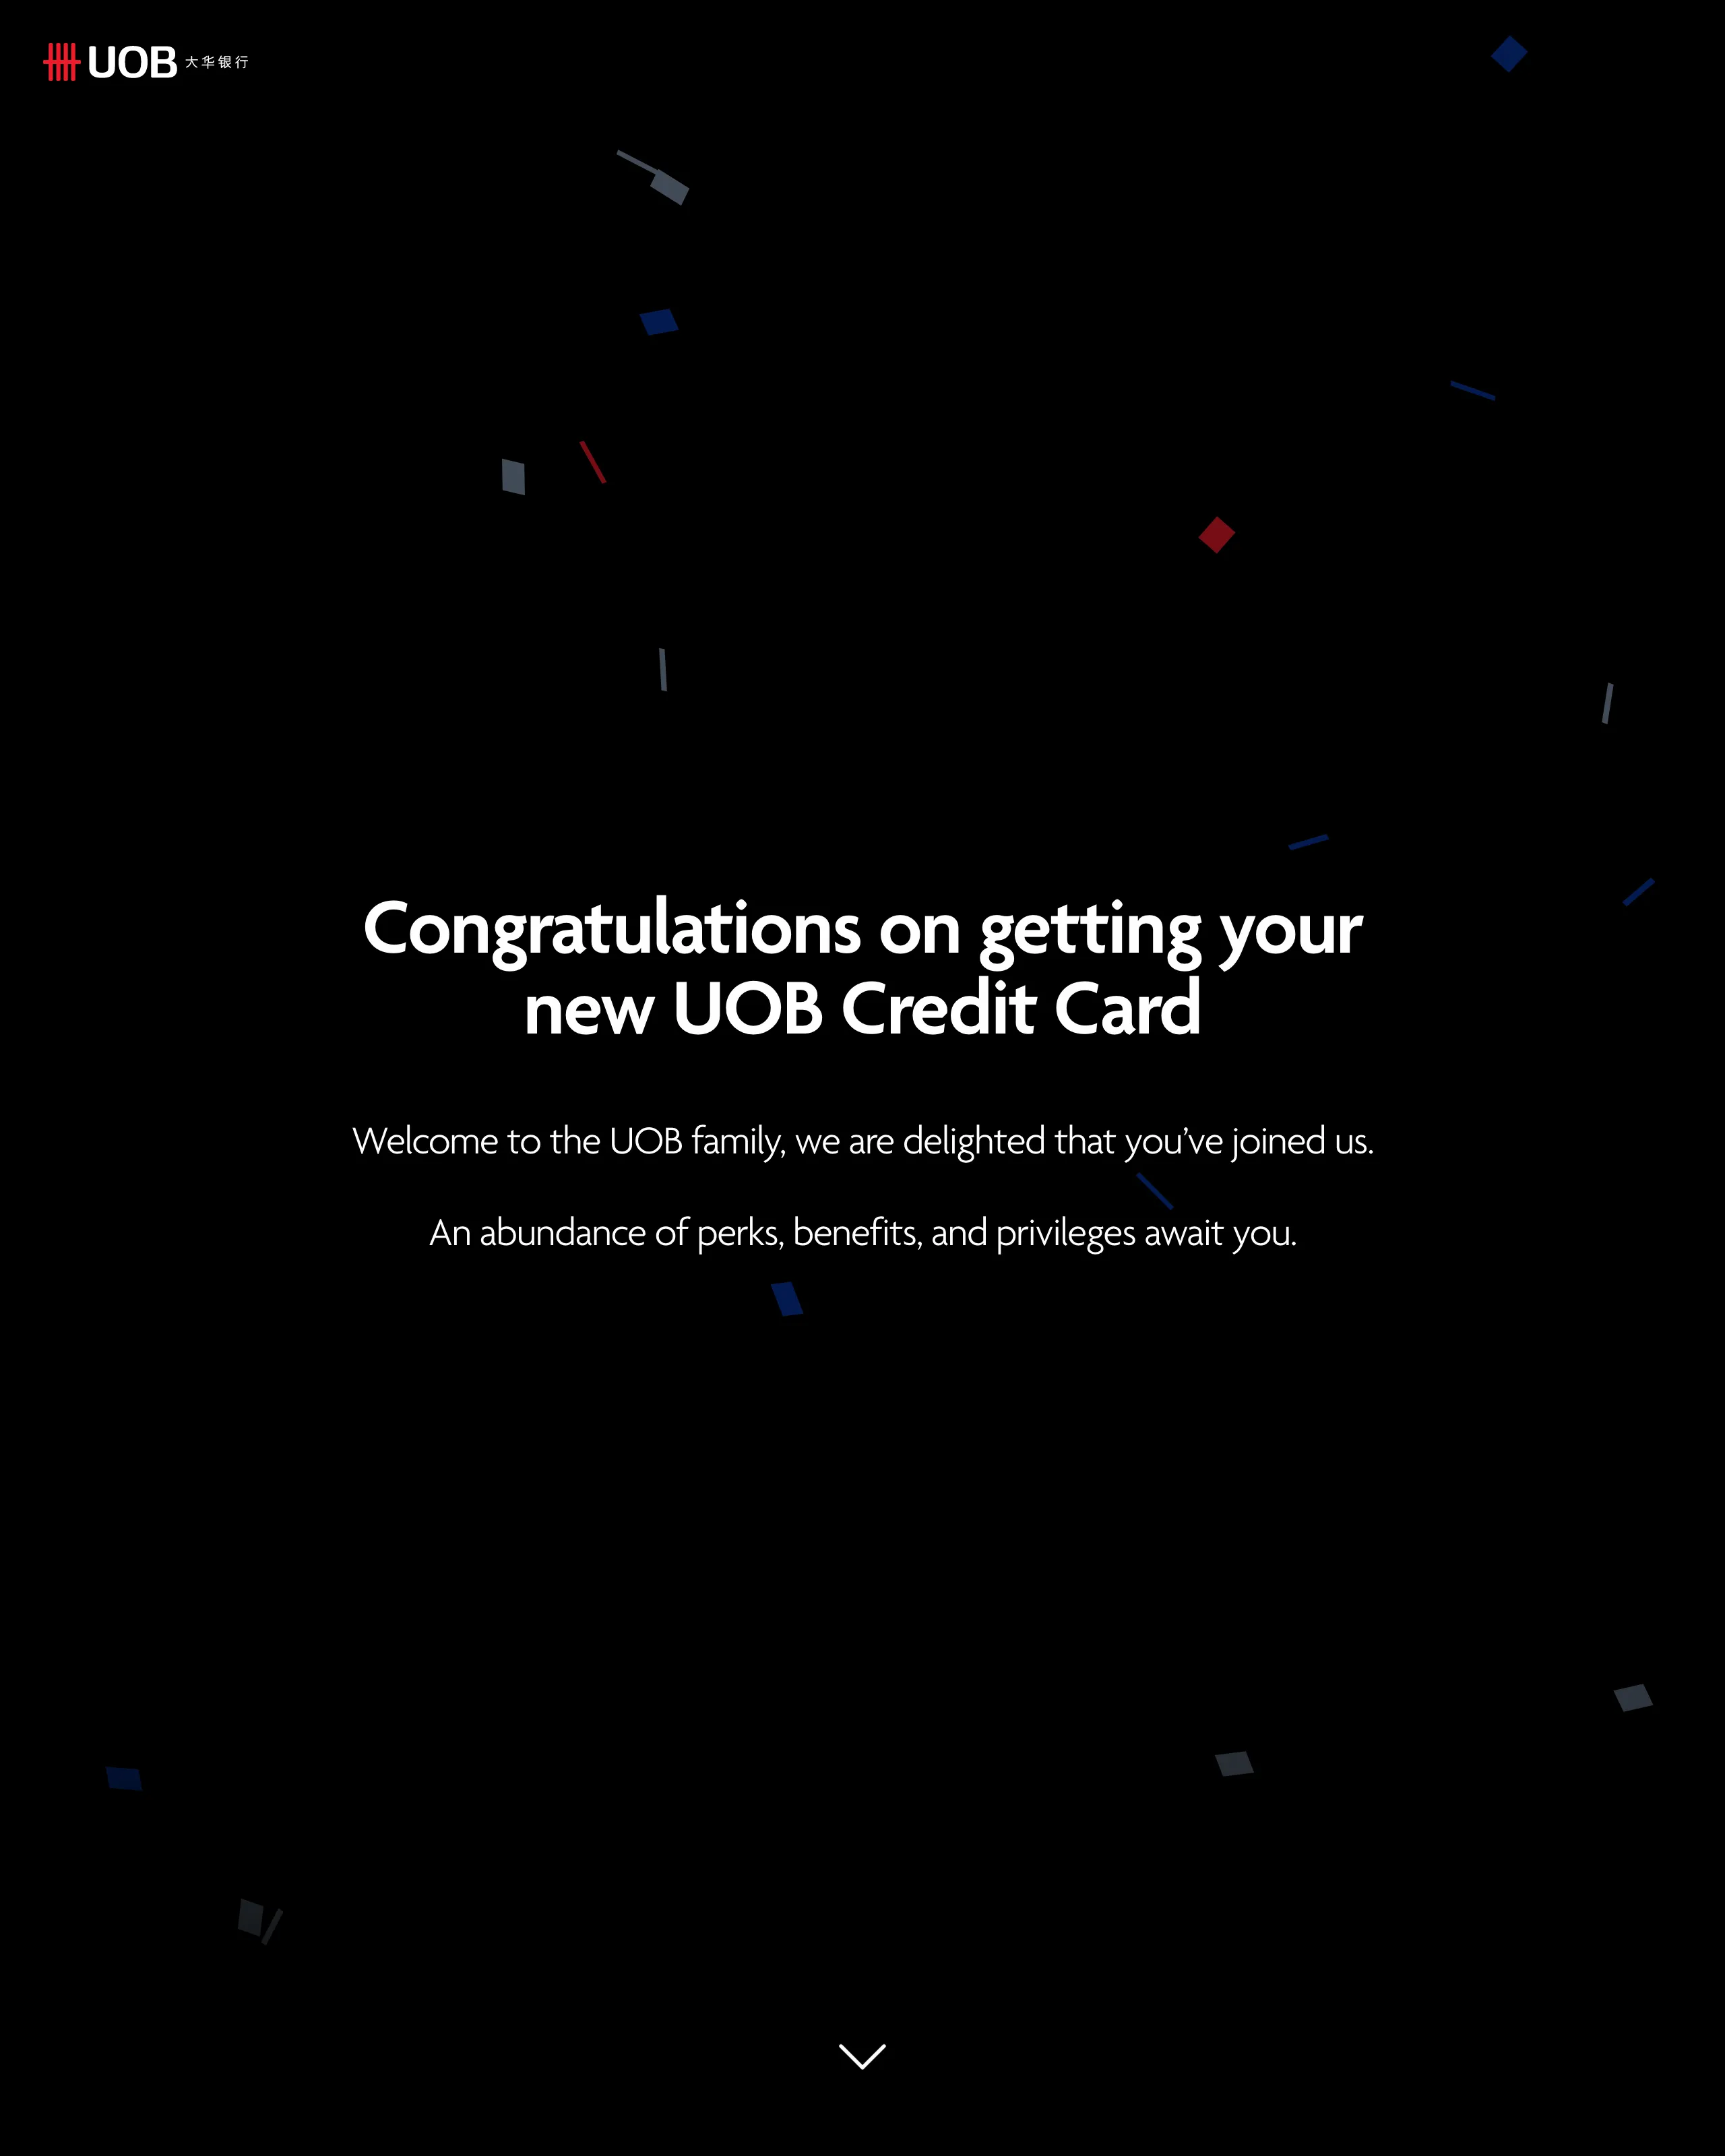 UOB 大华银行
Congratulations on getting your
new UOB Credit Card
Welcome to the UOB family, we are delighted that you’ve joined us.
An abundance of perks, benefits, and privileges await you.